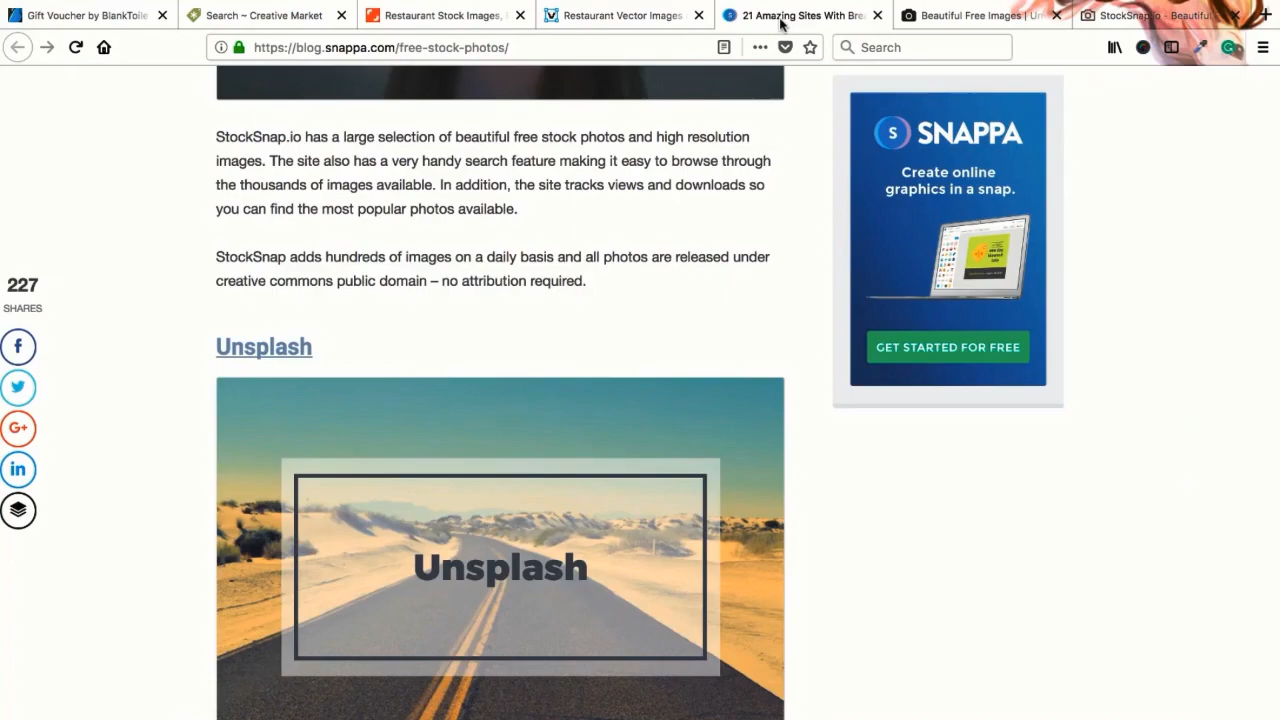 Gift Voucher by BlankToile
Search ~ Creative Market
Restaurant Stock Images,
Restaurant Vector Images
21 Amazing Sites With Bre
Beautiful Free Images | Un
StockSnap.io - Beautiful
https://blog.snappa.com/free-stock-photos/
Search
StockSnap.io has a large selection of beautiful free stock photos and high resolution
images. The site also has a very handy search feature making it easy to browse through
the thousands of images available. In addition, the site tracks views and downloads so
you can find the most popular photos available.
StockSnap adds hundreds of images on a daily basis and all photos are released under
creative commons public domain – no attribution required.
227
SHARES
f
G+
in
Unsplash
Unsplash
S SNAPPA
Create online
graphics in a snap.
GET STARTED FOR FREE